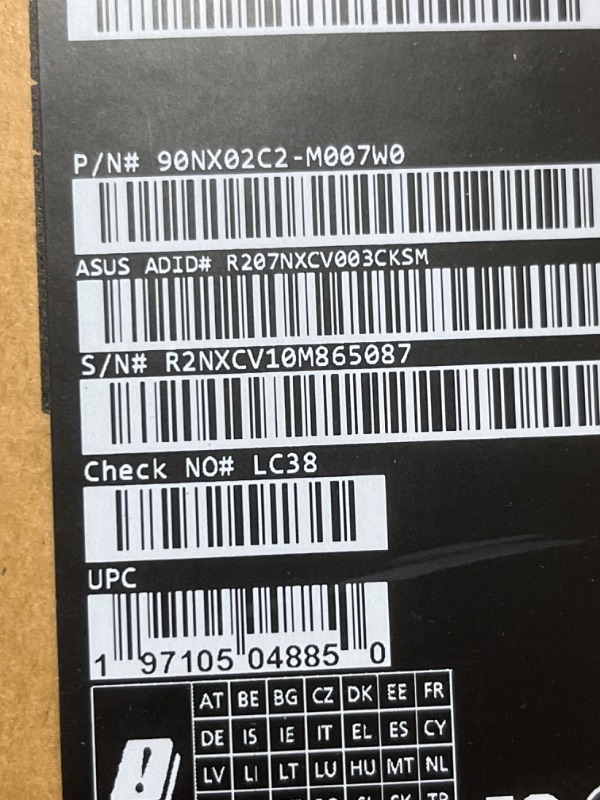 P/N# 90NX02C2-M007W0
ASUS ADID# R207NXCV003CKSM
S/N# R2NXCV10M865087
Check NO# LC38
UPC
1 97105 04885 0
AT BE BG CZ DK EE FR
DE IS IE IT EL ES CY
LV LI LT LU HU MT NL